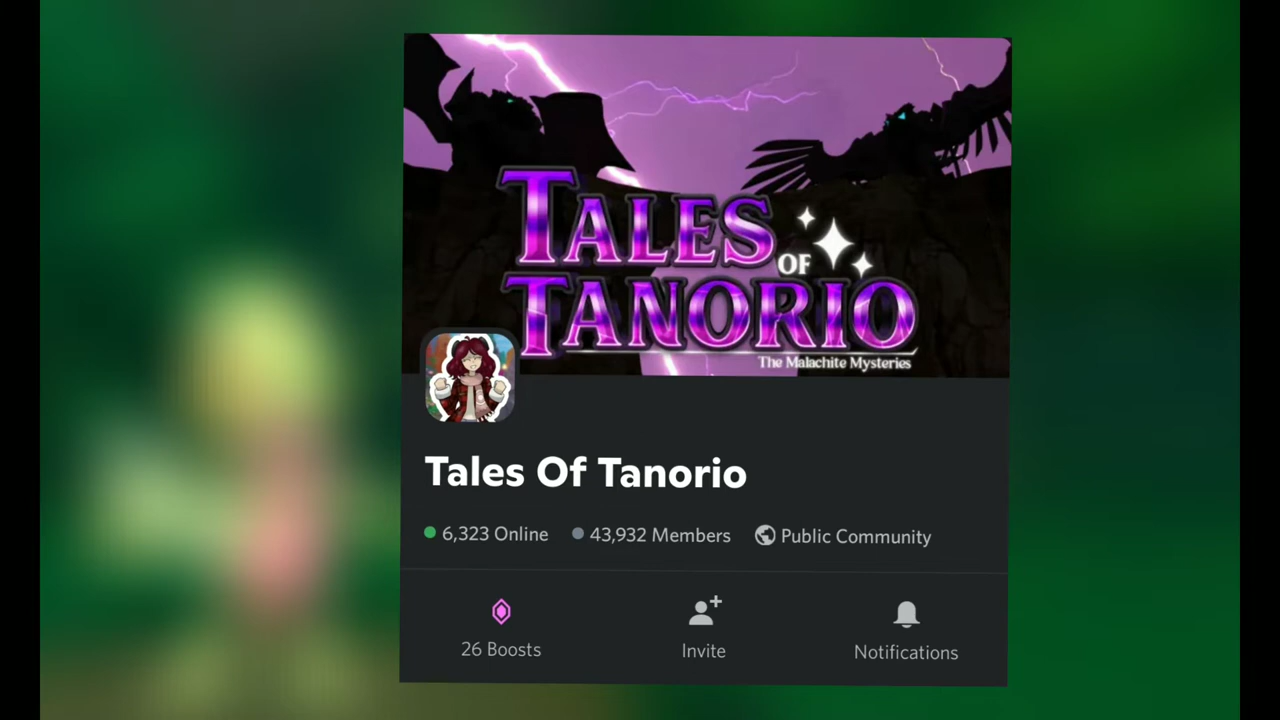 TALES
OF
TANORIO
The Malachite Mysteries
Tales Of Tanorio
6,323 Online 43,932 Members Public Community
26 Boosts Invite Notifications